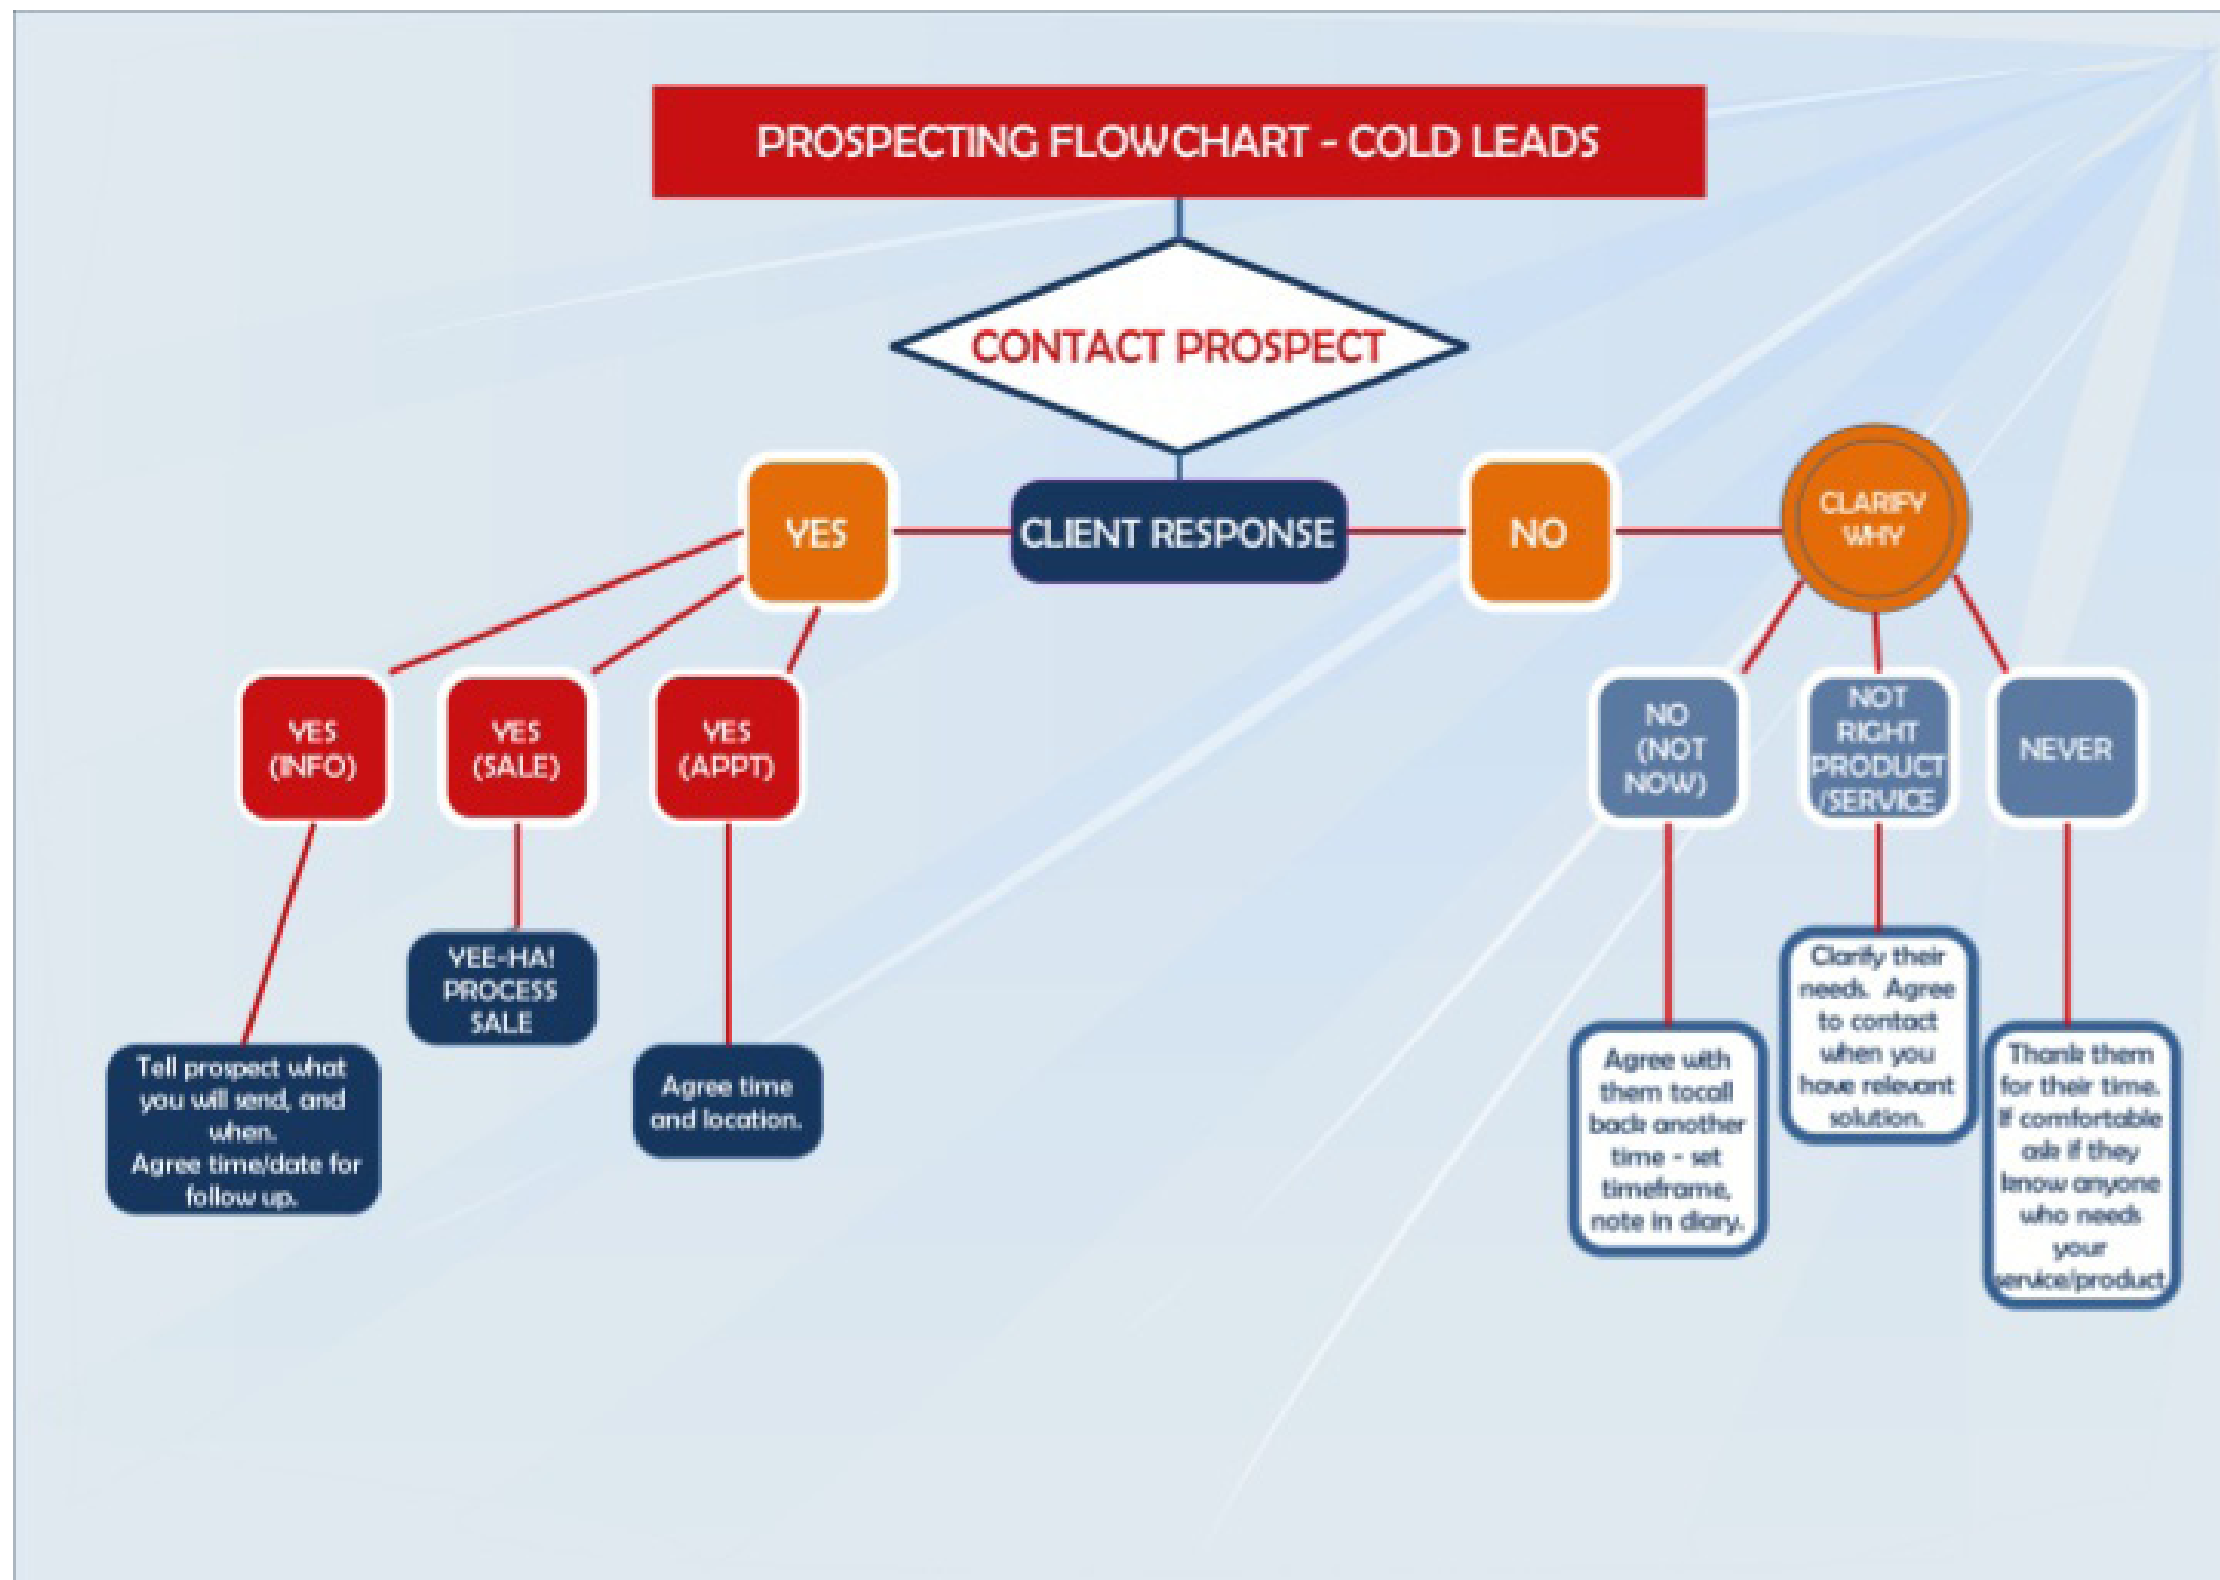 PROSPECTING FLOWCHART - COLD LEADS
CONTACT PROSPECT
YES
CLIENT RESPONSE
NO
CLARIFY
WHY
YES
(INFO)
YES
(SALE)
YES
(APPT)
NO
(NOT
NOW)
NOT
RIGHT
PRODUCT
/SERVICE
NEVER
Tell prospect what
you will send, and
when.
Agree time/date for
follow up.
YEE-HA!
PROCESS
SALE
Agree time
and location.
Agree with
them tocall
back another
time - set
timeframe,
note in diary.
Clarify their
needs. Agree
to contact
when you
have relevant
solution.
Thank them
for their time.
If comfortable
ask if they
know anyone
who needs
your
service/product